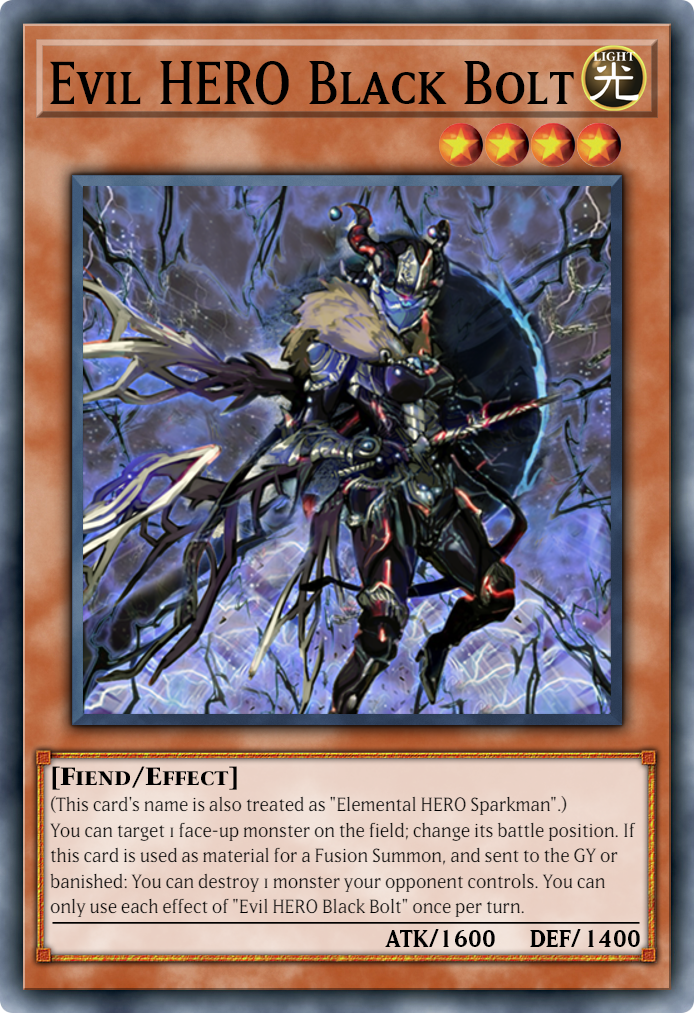 Evil HERO Black Bolt
LIGHT
光
[Fiend/Effect]
(This card's name is also treated as "Elemental HERO Sparkman".)
You can target 1 face-up monster on the field; change its battle position. If
this card is used as material for a Fusion Summon, and sent to the GY or
banished: You can destroy 1 monster your opponent controls. You can
only use each effect of "Evil HERO Black Bolt" once per turn.
ATK/1600 DEF/1400